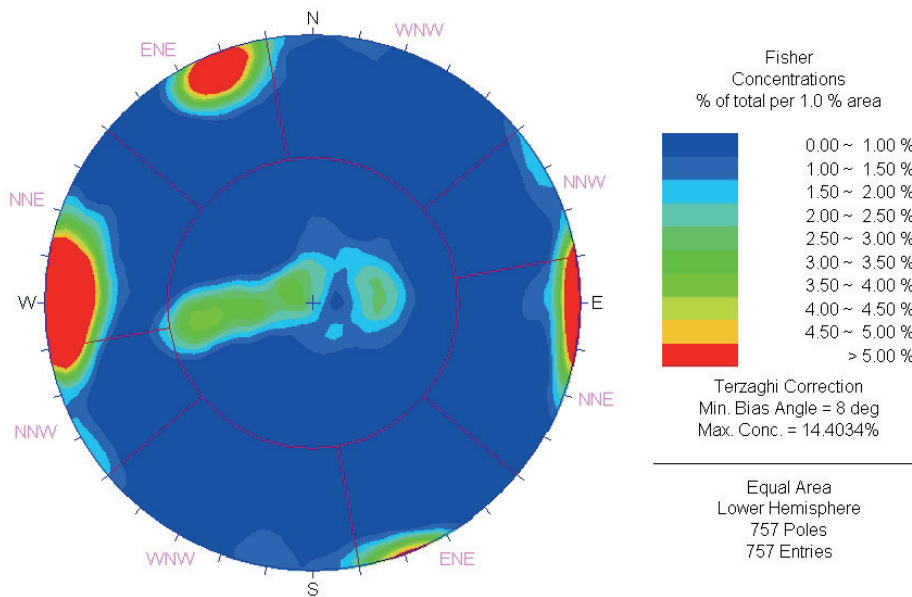 N
WNW
ENE
NNW
NNE
W
E
NNE
NNW
WNW
ENE
S
Fisher
Concentrations
% of total per 1.0 % area
0.00 ~ 1.00 %
1.00 ~ 1.50 %
1.50 ~ 2.00 %
2.00 ~ 2.50 %
2.50 ~ 3.00 %
3.00 ~ 3.50 %
3.50 ~ 4.00 %
4.00 ~ 4.50 %
4.50 ~ 5.00 %
> 5.00 %
Terzaghi Correction
Min. Bias Angle = 8 deg
Max. Conc. = 14.4034%
Equal Area
Lower Hemisphere
757 Poles
757 Entries